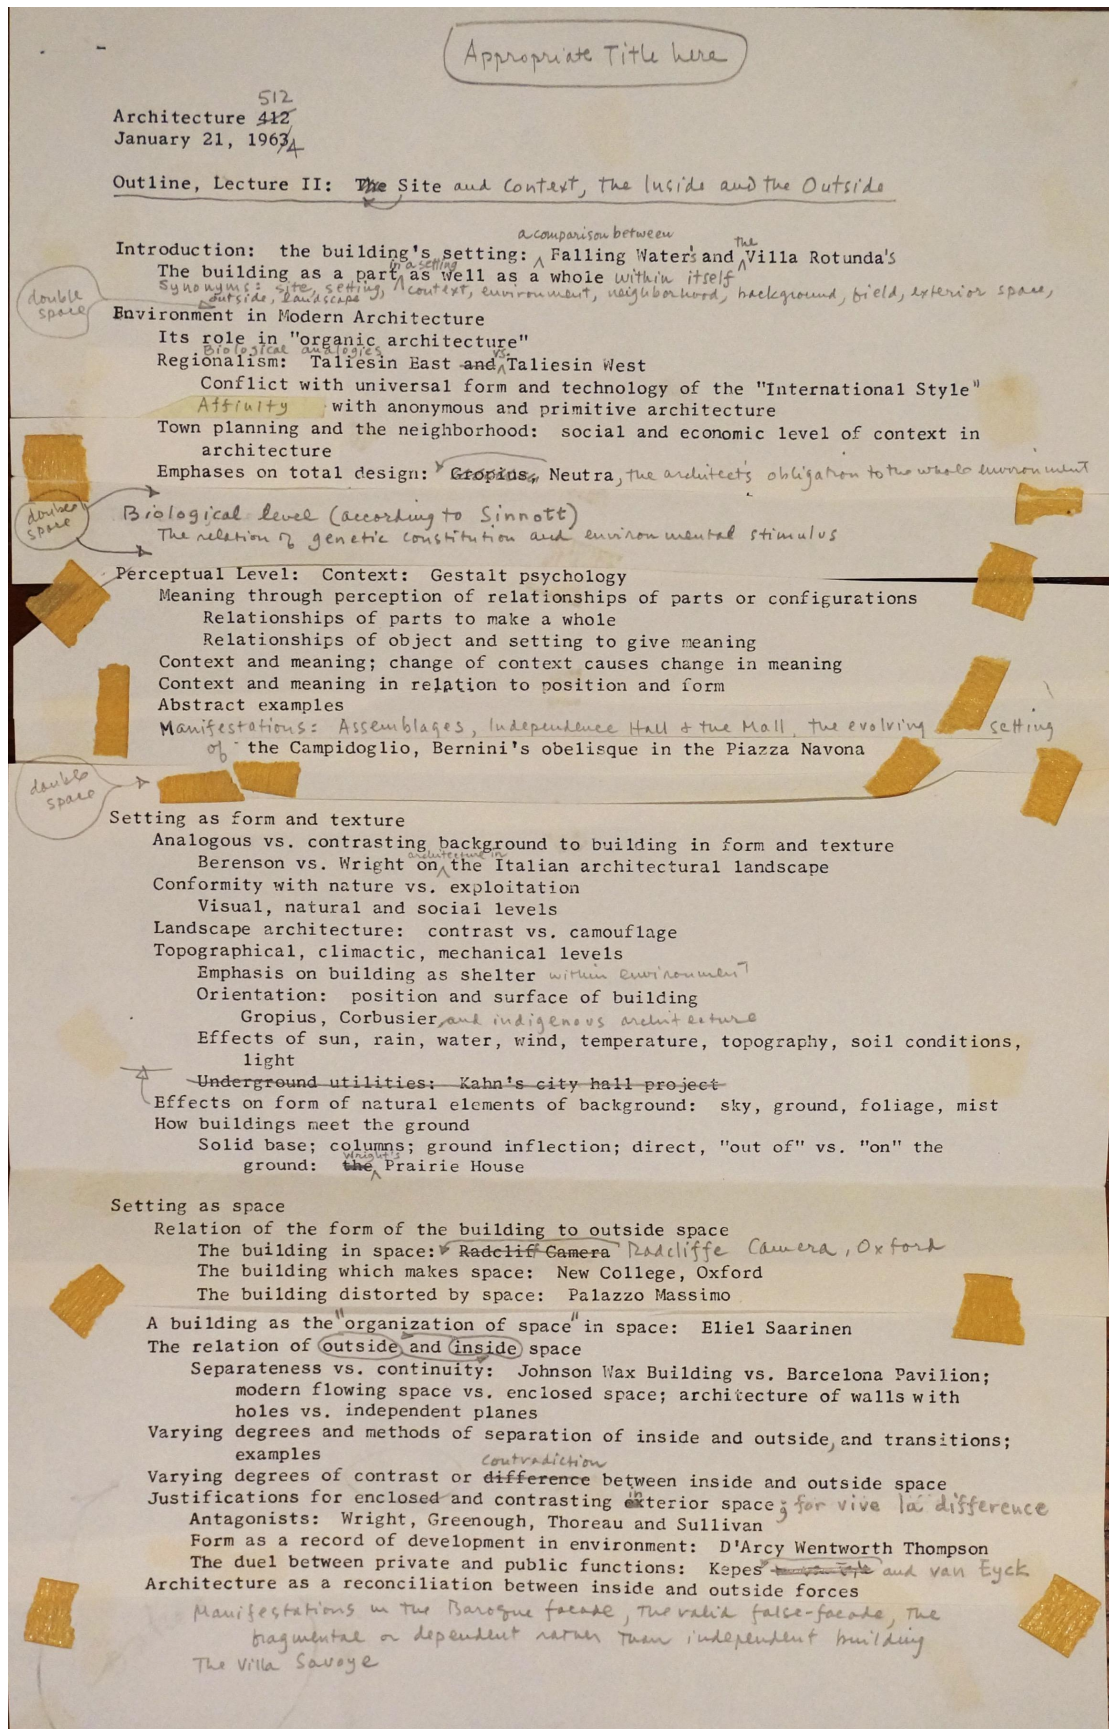 Appropriate Title here
512
Architecture 412
January 21, 1963/4
Outline, Lecture II: The Site and Context, the Inside and the Outside
a comparison between
the
Introduction: the building's setting: Falling Water's and Villa Rotunda's
in a setting
The building as a part as well as a whole within itself
Synonyms: site, setting, context, environment, neighborhood, background, field, exterior space,
outside, landscape
double
space
Environment in Modern Architecture
Its role in "organic architecture"
Biological analogies
vs.
Regionalism: Taliesin East and Taliesin West
Conflict with universal form and technology of the "International Style"
Affinity with anonymous and primitive architecture
Town planning and the neighborhood: social and economic level of context in
architecture
Emphases on total design: Gropius, Neutra, the architect's obligation to the whole environment
double
space
Biological level (according to Sinnott)
The relation of genetic constitution and environmental stimulus
Perceptual Level: Context: Gestalt psychology
Meaning through perception of relationships of parts or configurations
Relationships of parts to make a whole
Relationships of object and setting to give meaning
Context and meaning; change of context causes change in meaning
Context and meaning in relation to position and form
Abstract examples
Manifestations: Assemblages, Independence Hall & the Mall, the evolving setting
of the Campidoglio, Bernini's obelisque in the Piazza Navona
double
space
Setting as form and texture
Analogous vs. contrasting background to building in form and texture
architecture in
Berenson vs. Wright on the Italian architectural landscape
Conformity with nature vs. exploitation
Visual, natural and social levels
Landscape architecture: contrast vs. camouflage
Topographical, climactic, mechanical levels
Emphasis on building as shelter within environment
Orientation: position and surface of building
Gropius, Corbusier, and indigenous architecture
Effects of sun, rain, water, wind, temperature, topography, soil conditions,
light
Underground utilities: Kahn's city hall project
Effects on form of natural elements of background: sky, ground, foliage, mist
How buildings meet the ground
Solid base; columns; ground inflection; direct, "out of" vs. "on" the
Wright's
ground: the Prairie House
Setting as space
Relation of the form of the building to outside space
The building in space: Radcliff Camera Radcliffe Camera, Oxford
The building which makes space: New College, Oxford
The building distorted by space: Palazzo Massimo
A building as the "organization of space" in space: Eliel Saarinen
The relation of outside and inside space
Separateness vs. continuity: Johnson Wax Building vs. Barcelona Pavilion;
modern flowing space vs. enclosed space; architecture of walls with
holes vs. independent planes
Varying degrees and methods of separation of inside and outside, and transitions;
examples
contradiction
Varying degrees of contrast or difference between inside and outside space
in
Justifications for enclosed and contrasting exterior space; for vive la difference
Antagonists: Wright, Greenough, Thoreau and Sullivan
Form as a record of development in environment: D'Arcy Wentworth Thompson
The duel between private and public functions: Kepes and van Eyck
Architecture as a reconciliation between inside and outside forces
Manifestations in the Baroque facade, the valid false-facade, the
fragmental or dependent rather than independent building
The Villa Savoye